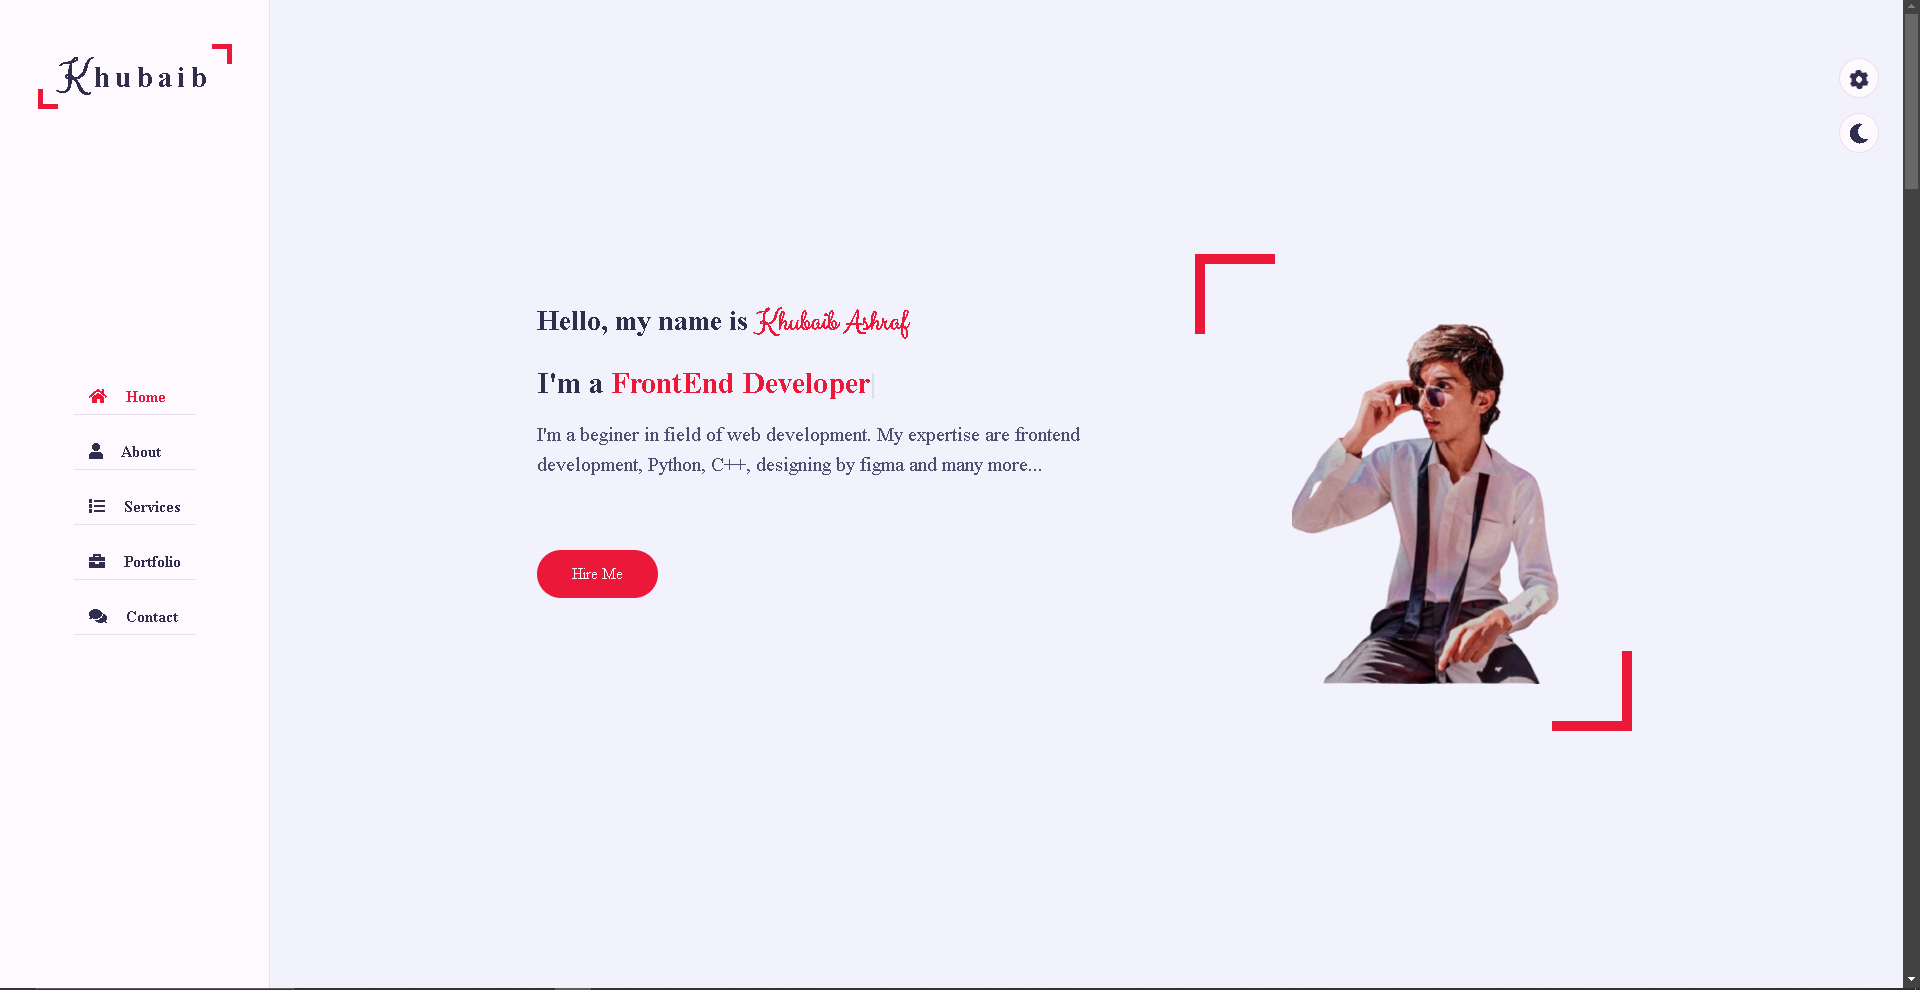 Khubaib
Home
About
Services
Portfolio
Contact
Hello, my name is Khubaib Ashraf
I'm a FrontEnd Developer
I'm a beginer in field of web development. My expertise are frontend
development, Python, C++, designing by figma and many more...
Hire Me